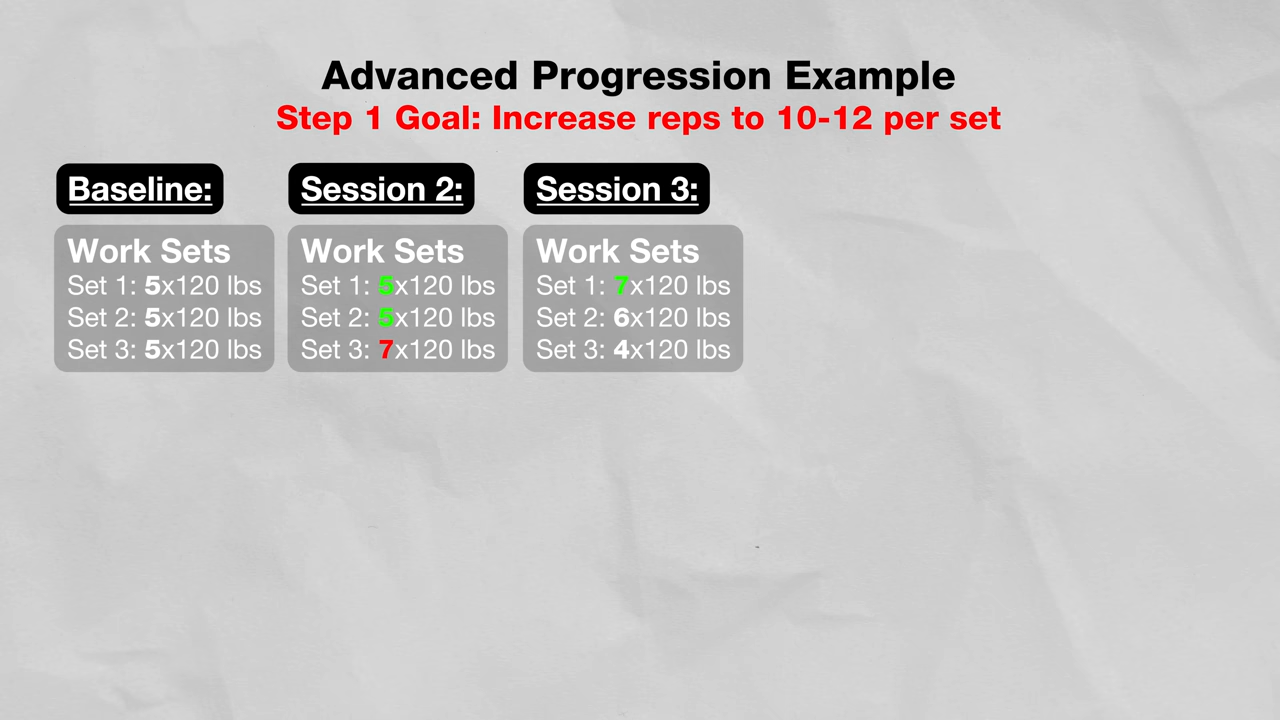 Advanced Progression Example
Step 1 Goal: Increase reps to 10-12 per set
Baseline:
Work Sets
Set 1: 5x120 lbs
Set 2: 5x120 lbs
Set 3: 5x120 lbs
Session 2:
Work Sets
Set 1: 5x120 lbs
Set 2: 5x120 lbs
Set 3: 7x120 lbs
Session 3:
Work Sets
Set 1: 7x120 lbs
Set 2: 6x120 lbs
Set 3: 4x120 lbs